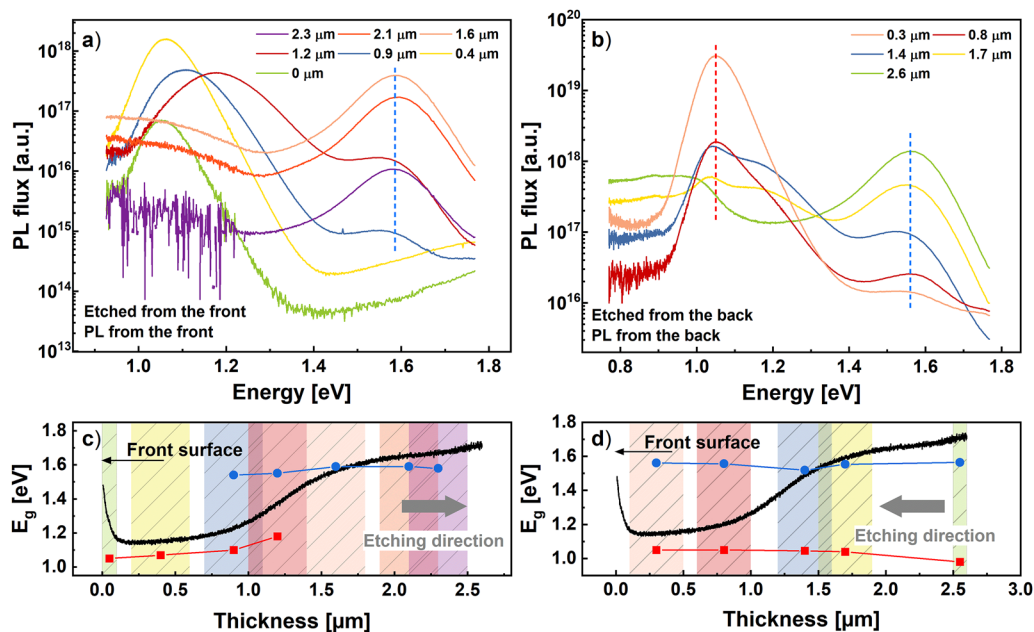 a)
2.3 μm 2.1 μm 1.6 μm
1.2 μm 0.9 μm 0.4 μm
0 μm
10^18
10^17
10^16
10^15
10^14
10^13
PL flux [a.u.]
Etched from the front
PL from the front
1.0 1.2 1.4 1.6 1.8
Energy [eV]
b)
0.3 μm 0.8 μm
1.4 μm 1.7 μm
2.6 μm
10^20
10^19
10^18
10^17
10^16
PL flux [a.u.]
Etched from the back
PL from the back
0.8 1.0 1.2 1.4 1.6 1.8
Energy [eV]
c)
Front surface
1.8
1.6
1.4
1.2
1.0
E_g [eV]
Etching direction
0.0 0.5 1.0 1.5 2.0 2.5
Thickness [μm]
d)
Front surface
1.8
1.6
1.4
1.2
1.0
E_g [eV]
Etching direction
0.0 0.5 1.0 1.5 2.0 2.5 3.0
Thickness [μm]